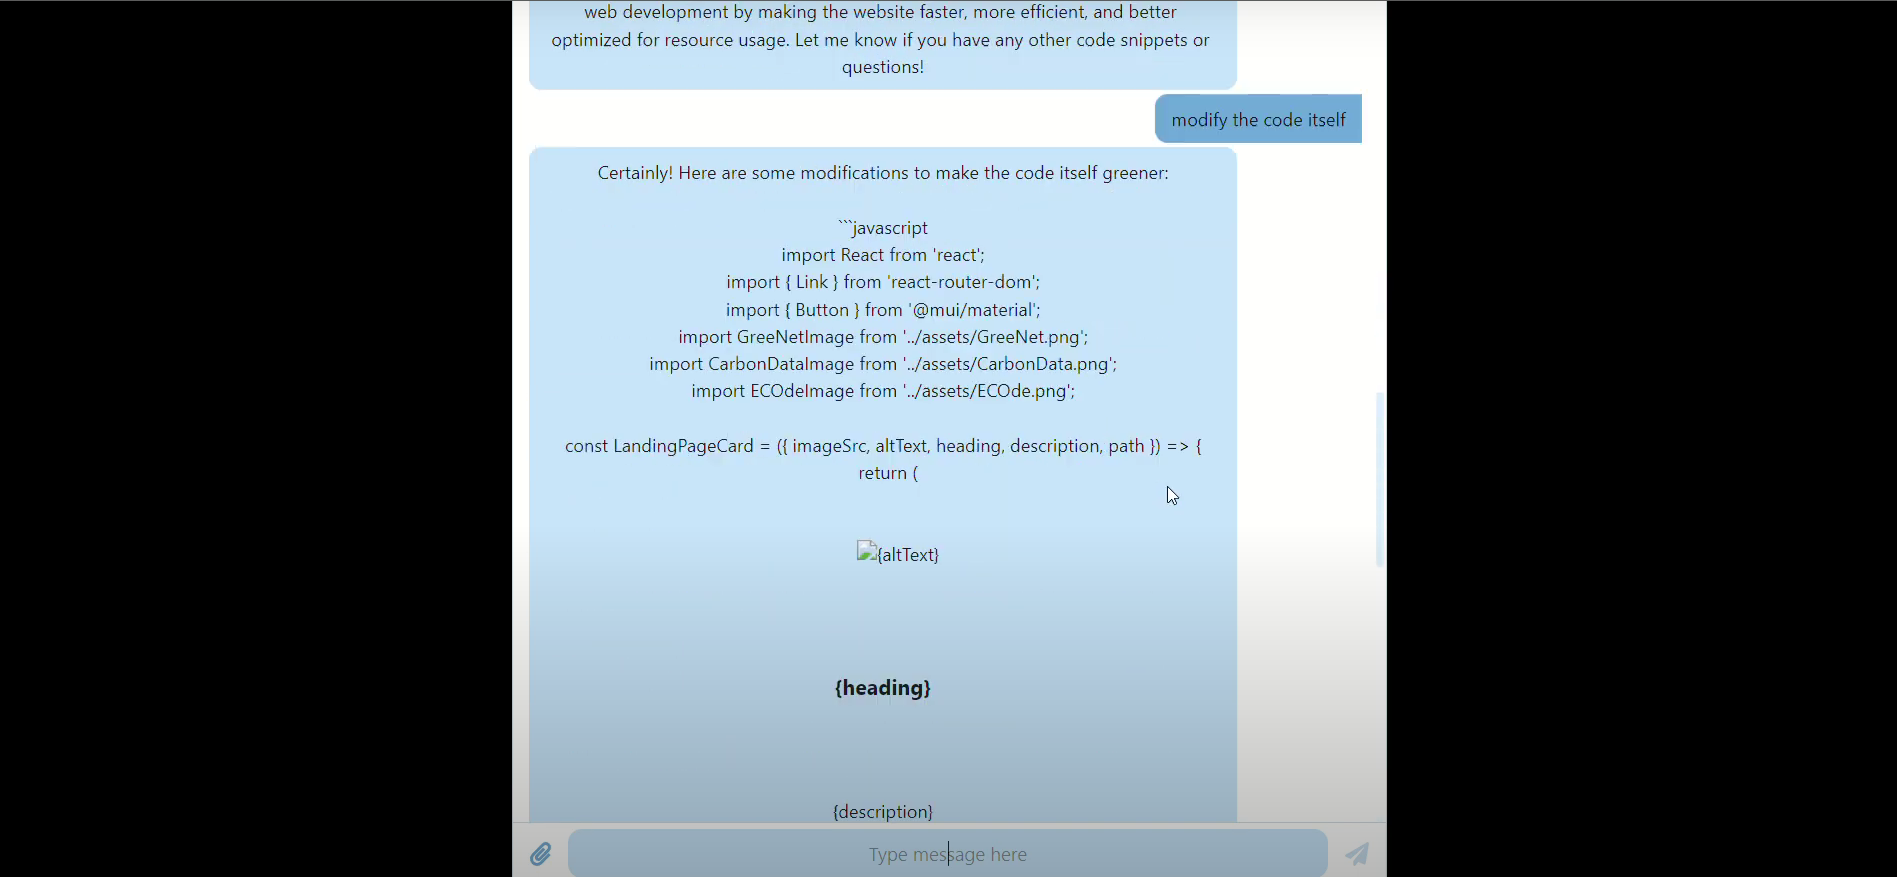 web development by making the website faster, more efficient, and better
optimized for resource usage. Let me know if you have any other code snippets or
questions!
modify the code itself
Certainly! Here are some modifications to make the code itself greener:
```javascript
import React from 'react';
import { Link } from 'react-router-dom';
import { Button } from '@mui/material';
import GreeNetImage from '../assets/GreeNet.png';
import CarbonDataImage from '../assets/CarbonData.png';
import ECOdeImage from '../assets/ECOde.png';
const LandingPageCard = ({ imageSrc, altText, heading, description, path }) => {
return (
{altText}
{heading}
{description}
Type message here